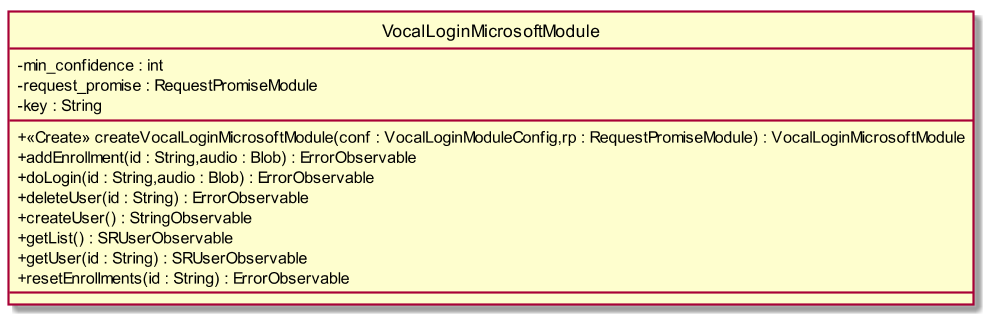 VocalLoginMicrosoftModule
-min_confidence : int
-request_promise : RequestPromiseModule
-key : String
+«Create» createVocalLoginMicrosoftModule(conf : VocalLoginModuleConfig,rp : RequestPromiseModule) : VocalLoginMicrosoftModule
+addEnrollment(id : String,audio : Blob) : ErrorObservable
+doLogin(id : String,audio : Blob) : ErrorObservable
+deleteUser(id : String) : ErrorObservable
+createUser() : StringObservable
+getList() : SRUserObservable
+getUser(id : String) : SRUserObservable
+resetEnrollments(id : String) : ErrorObservable